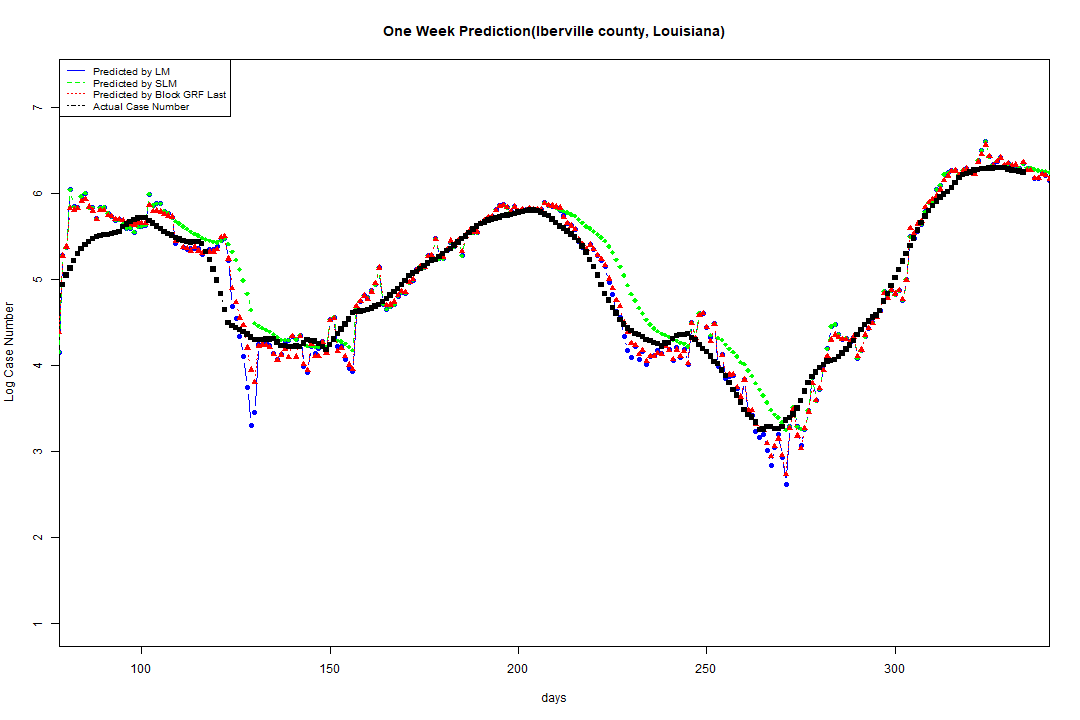 One Week Prediction(Iberville county, Louisiana)
Predicted by LM
Predicted by SLM
Predicted by Block GRF Last
Actual Case Number
7
6
5
4
3
2
1
Log Case Number
100 150 200 250 300
days